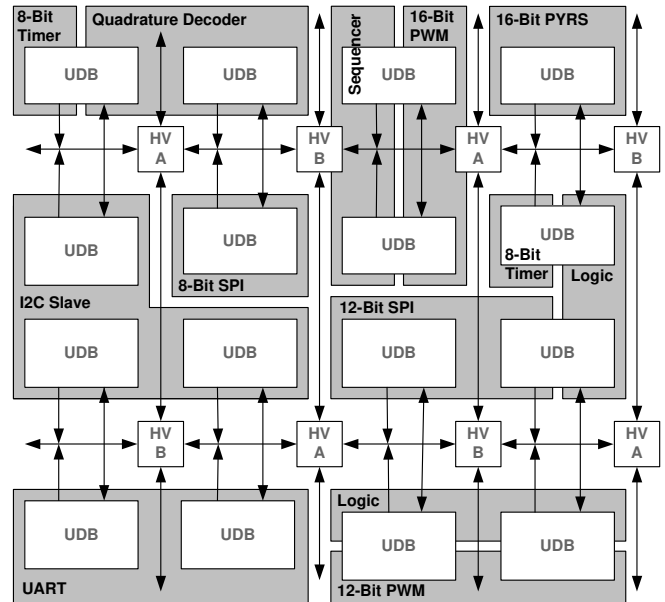 8-Bit
Timer
Quadrature Decoder
Sequencer
16-Bit
PWM
16-Bit PYRS
UDB
UDB
UDB
UDB
HV
A
HV
B
HV
A
HV
B
UDB
UDB
UDB
UDB
8-Bit SPI
8-Bit
Timer
Logic
I2C Slave
12-Bit SPI
UDB
UDB
UDB
UDB
HV
B
HV
A
HV
B
HV
A
Logic
UDB
UDB
UDB
UDB
UART
12-Bit PWM